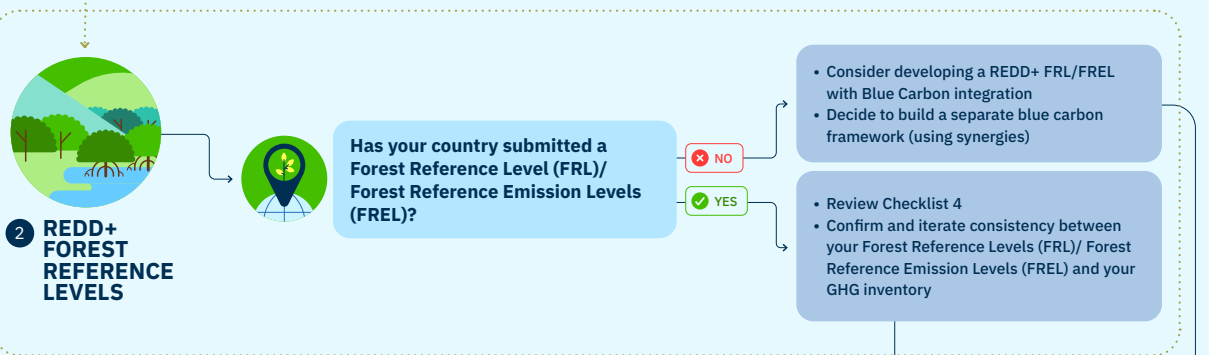 2 REDD+
FOREST
REFERENCE
LEVELS
Has your country submitted a
Forest Reference Level (FRL)/
Forest Reference Emission Levels
(FREL)?
NO
• Consider developing a REDD+ FRL/FREL
with Blue Carbon integration
• Decide to build a separate blue carbon
framework (using synergies)
YES
• Review Checklist 4
• Confirm and iterate consistency between
your Forest Reference Levels (FRL)/ Forest
Reference Emission Levels (FREL) and your
GHG inventory